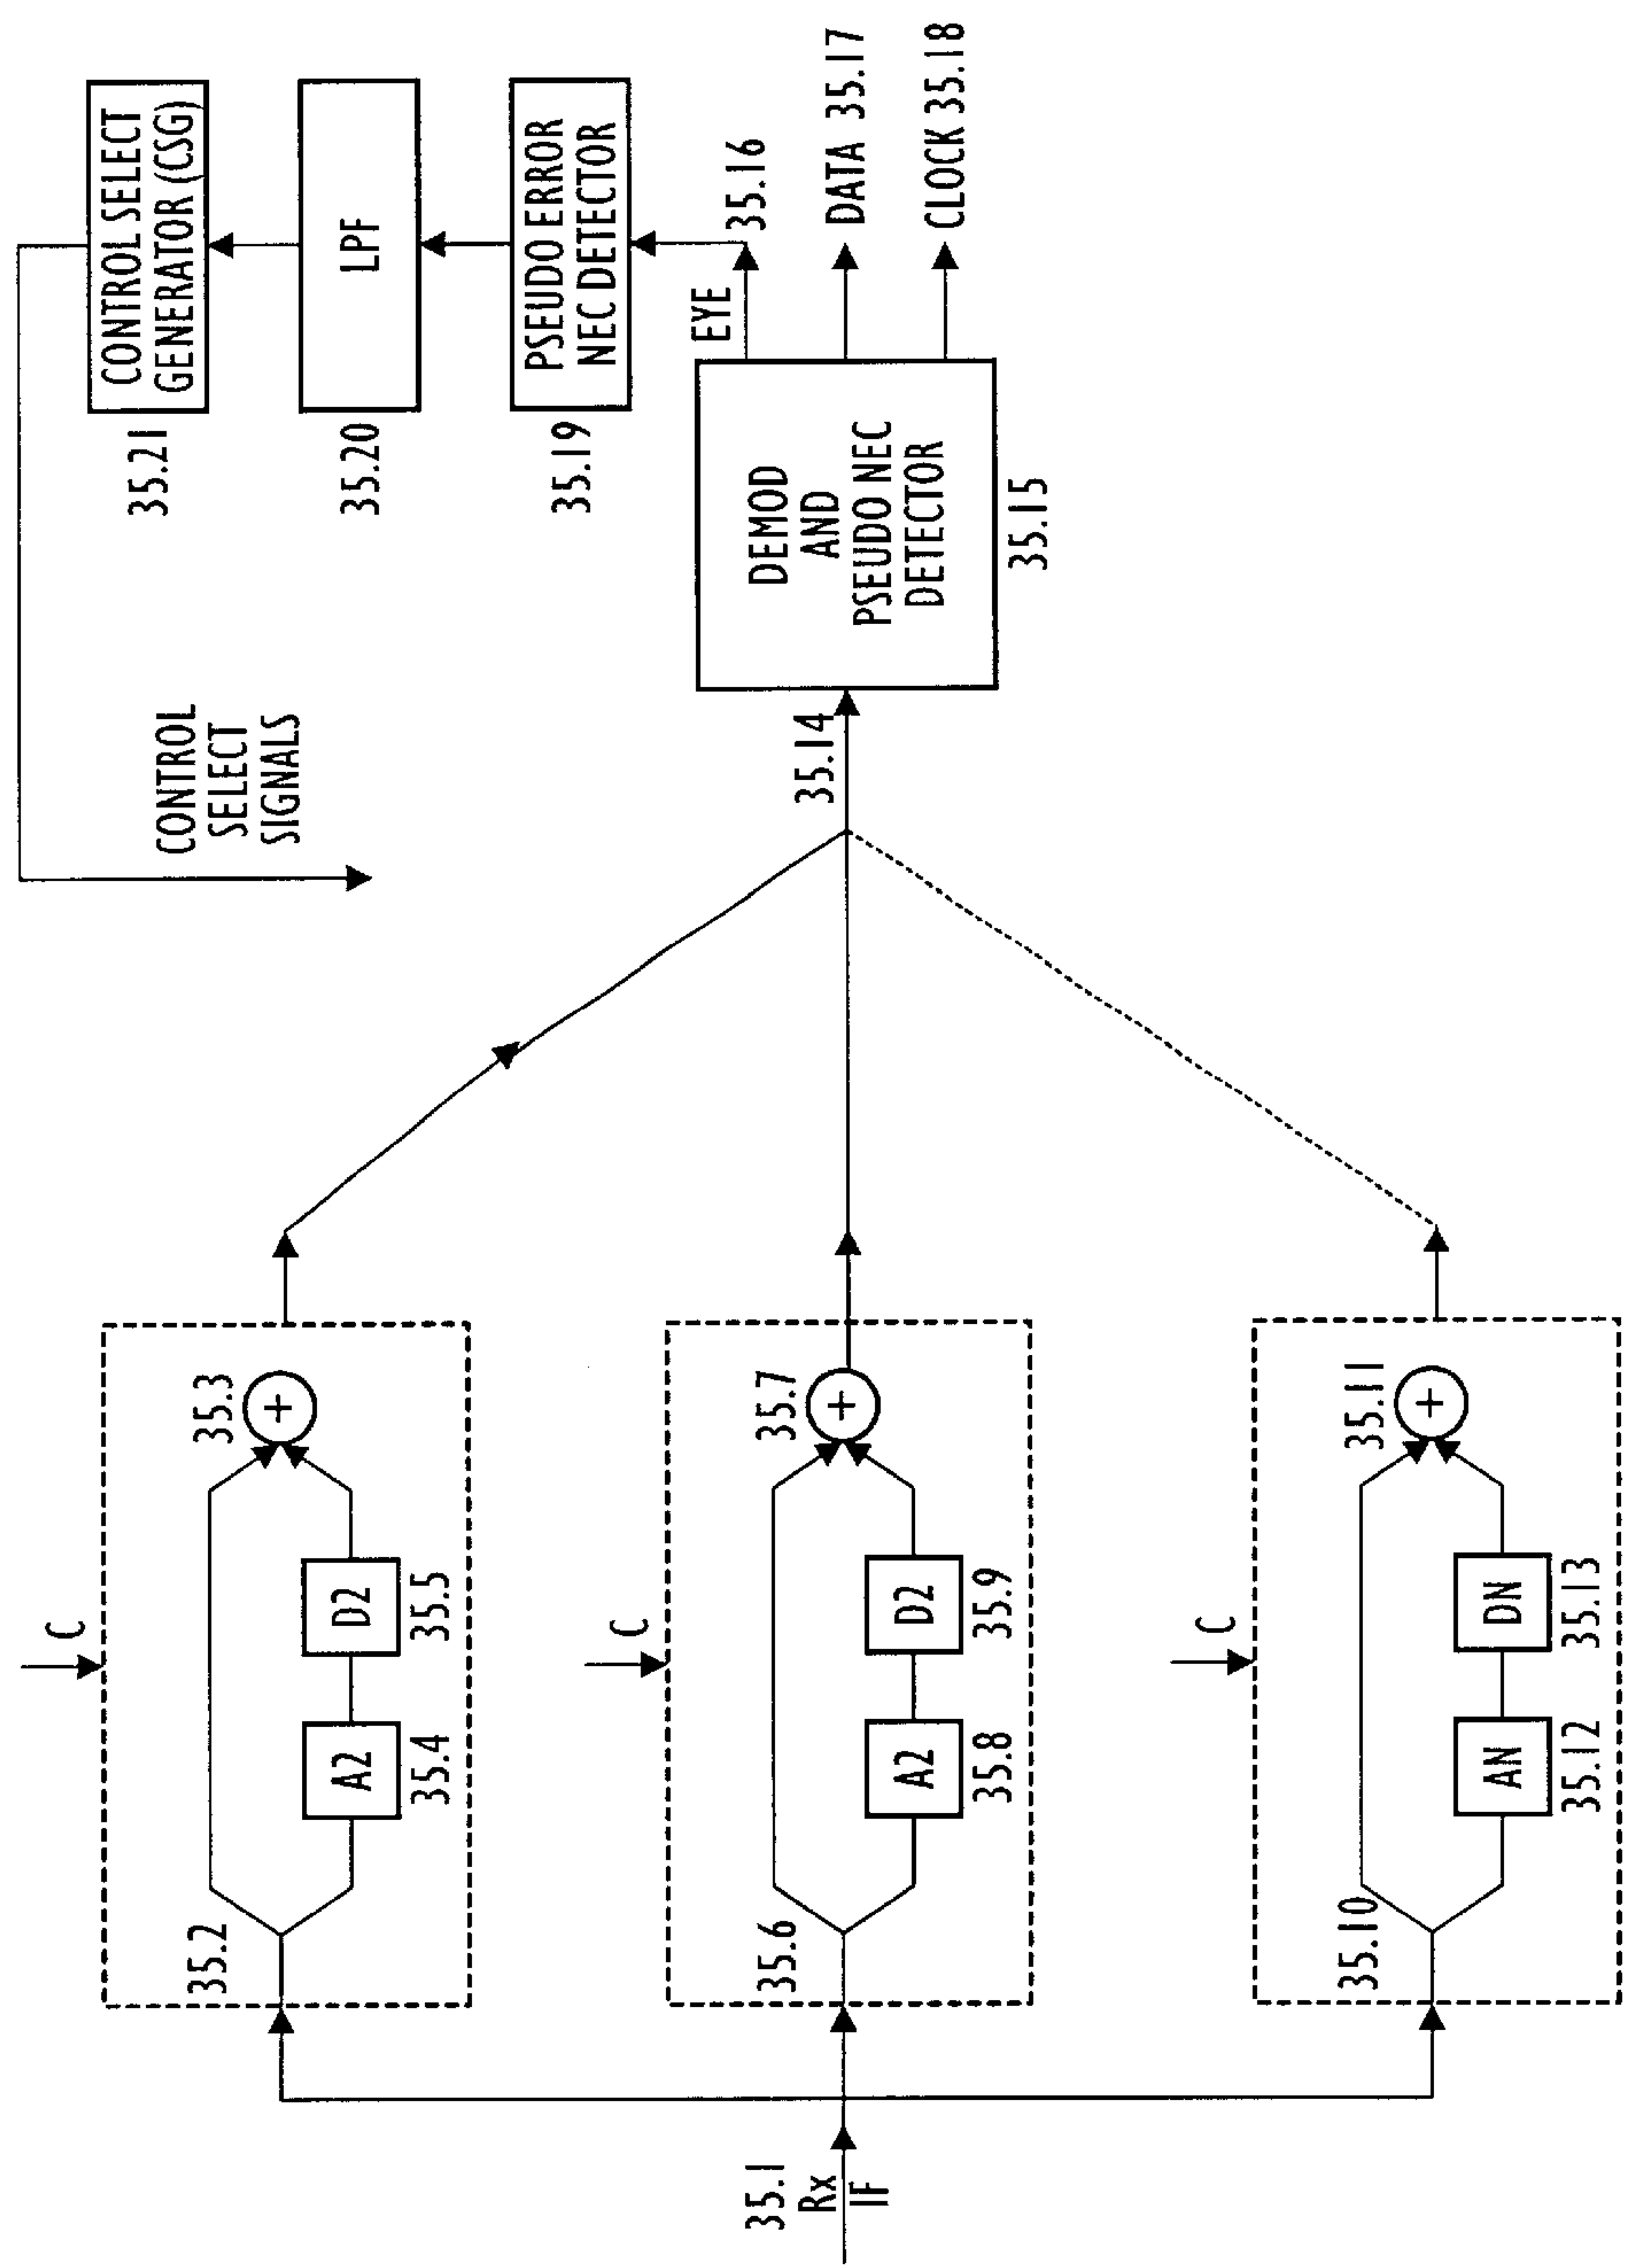 CONTROL SELECT
GENERATOR (CSG)
35.21
LPF
35.20
PSEUDO ERROR
NEC DETECTOR
35.19
CONTROL
SELECT
SIGNALS
EYE
35.16
DATA 35.17
CLOCK 35.18
DEMOD
AND
PSEUDO NEC
DETECTOR
35.15
35.14
C
35.2
35.3
A2
D2
35.4
35.5
C
35.6
35.7
A2
D2
35.8
35.9
C
35.10
35.11
AN
DN
35.12
35.13
35.1
Rx
IF